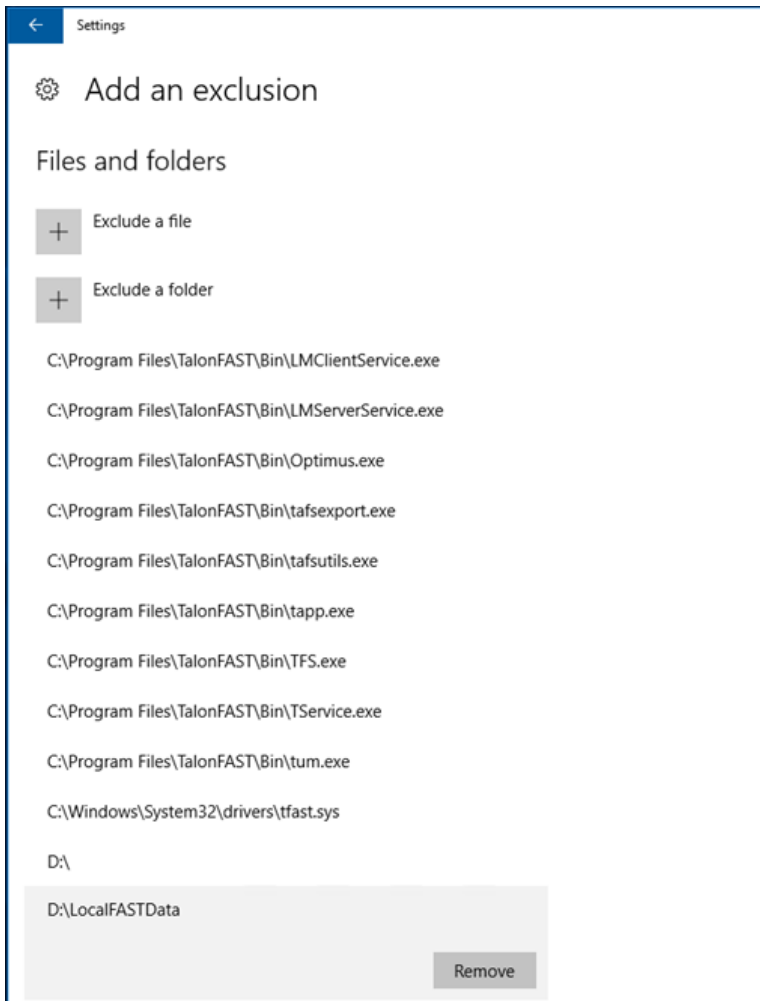 Settings
Add an exclusion
Files and folders
Exclude a file
Exclude a folder
C:\Program Files\TalonFAST\Bin\LMClientService.exe
C:\Program Files\TalonFAST\Bin\LMServerService.exe
C:\Program Files\TalonFAST\Bin\Optimus.exe
C:\Program Files\TalonFAST\Bin\tafsexport.exe
C:\Program Files\TalonFAST\Bin\tafsutils.exe
C:\Program Files\TalonFAST\Bin\tapp.exe
C:\Program Files\TalonFAST\Bin\TFS.exe
C:\Program Files\TalonFAST\Bin\TService.exe
C:\Program Files\TalonFAST\Bin\tum.exe
C:\Windows\System32\drivers\tfast.sys
D:\
D:\LocalFASTData
Remove